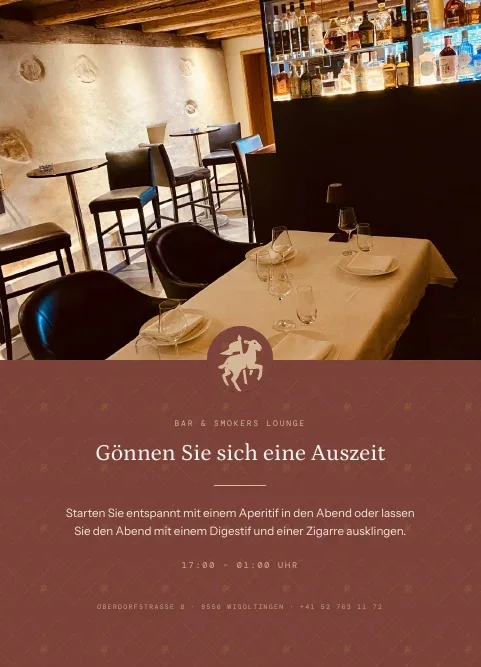 BAR & SMOKERS LOUNGE
Gönnen Sie sich eine Auszeit
Starten Sie entspannt mit einem Aperitif in den Abend oder lassen
Sie den Abend mit einem Digestif und einer Zigarre ausklingen.
17:00 - 01:00 UHR
OBERDORFSTRASSE 8 · 8556 WIGOLTINGEN · +41 52 763 11 72